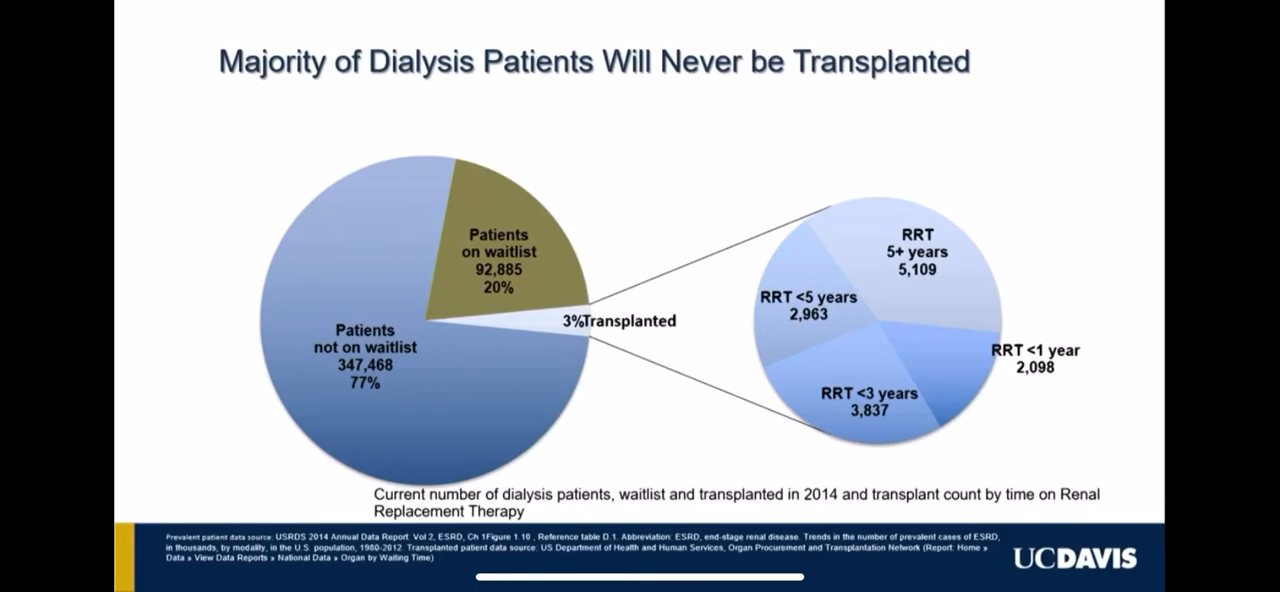 Majority of Dialysis Patients Will Never be Transplanted
Patients
on waitlist
92,885
20%
3%Transplanted
Patients
not on waitlist
347,468
77%
RRT
5+ years
5,109
RRT <5 years
2,963
RRT <1 year
2,098
RRT <3 years
3,837
Current number of dialysis patients, waitlist and transplanted in 2014 and transplant count by time on Renal
Replacement Therapy
Prevalent patient data source: USRDS 2014 Annual Data Report Vol 2, ESRD, Ch 1Figure 1.10 , Reference table D.1. Abbreviation: ESRD, end-stage renal disease. Trends in the number of prevalent cases of ESRD,
in thousands, by modality, in the U.S. population, 1980-2012. Transplanted patient data source: US Department of Health and Human Services, Organ Procurement and Transplantation Network (Report: Home »
Data » View Data Reports » National Data » Organ by Waiting Time)
UCDAVIS